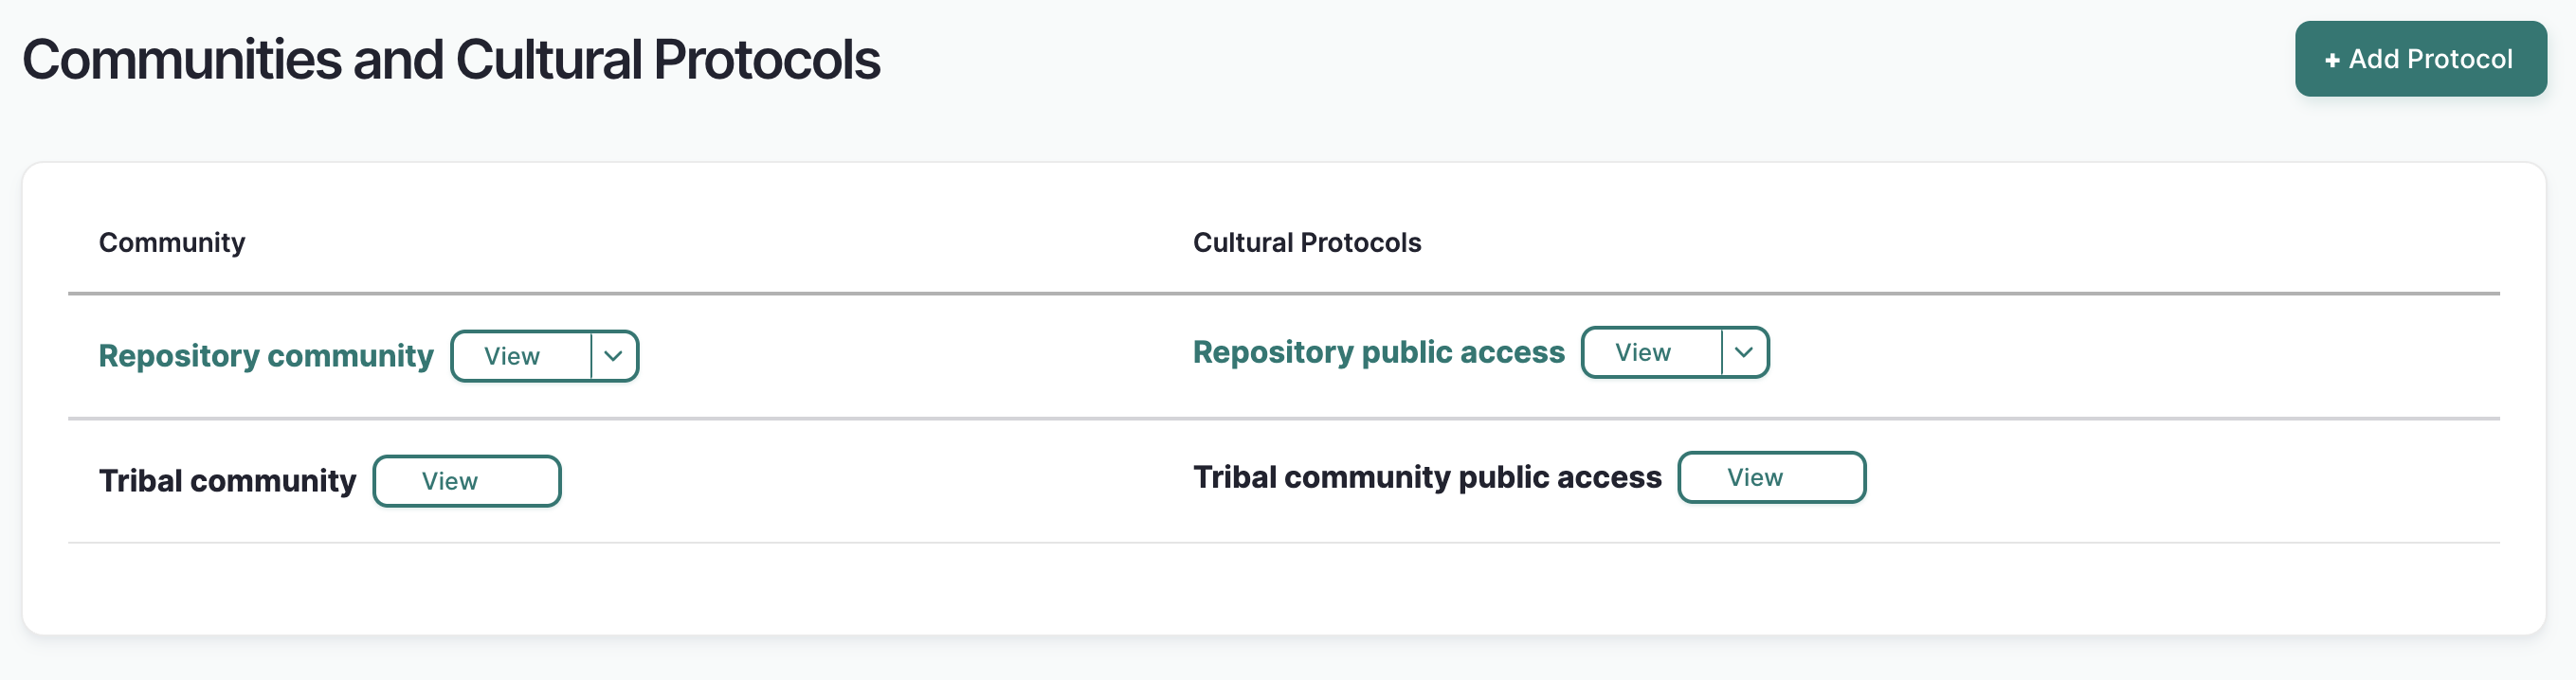 Communities and Cultural Protocols
+ Add Protocol
Community
Cultural Protocols
Repository community View
Repository public access View
Tribal community View
Tribal community public access View